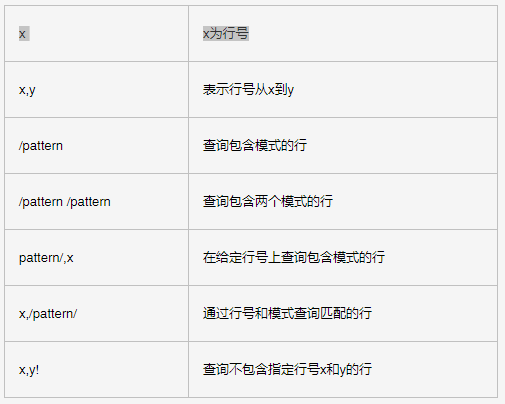 x x为行号
x,y 表示行号从x到y
/pattern 查询包含模式的行
/pattern /pattern 查询包含两个模式的行
pattern/,x 在给定行号上查询包含模式的行
x,/pattern/ 通过行号和模式查询匹配的行
x,y! 查询不包含指定行号x和y的行